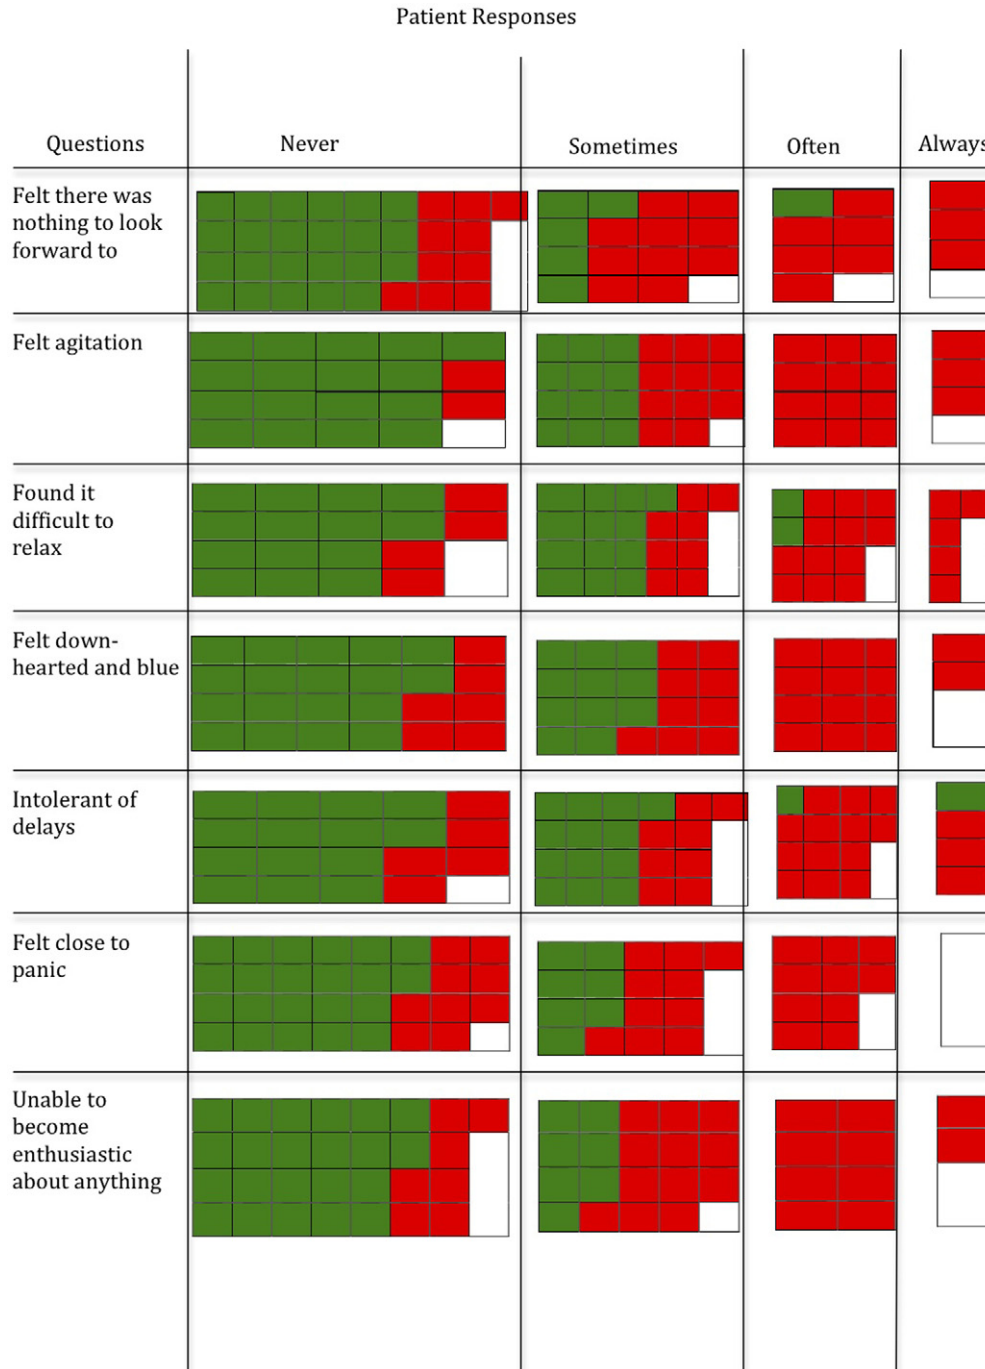 Patient Responses
Questions
Never
Sometimes
Often
Always
Felt there was
nothing to look
forward to
Felt agitation
Found it
difficult to
relax
Felt down-
hearted and blue
Intolerant of
delays
Felt close to
panic
Unable to
become
enthusiastic
about anything